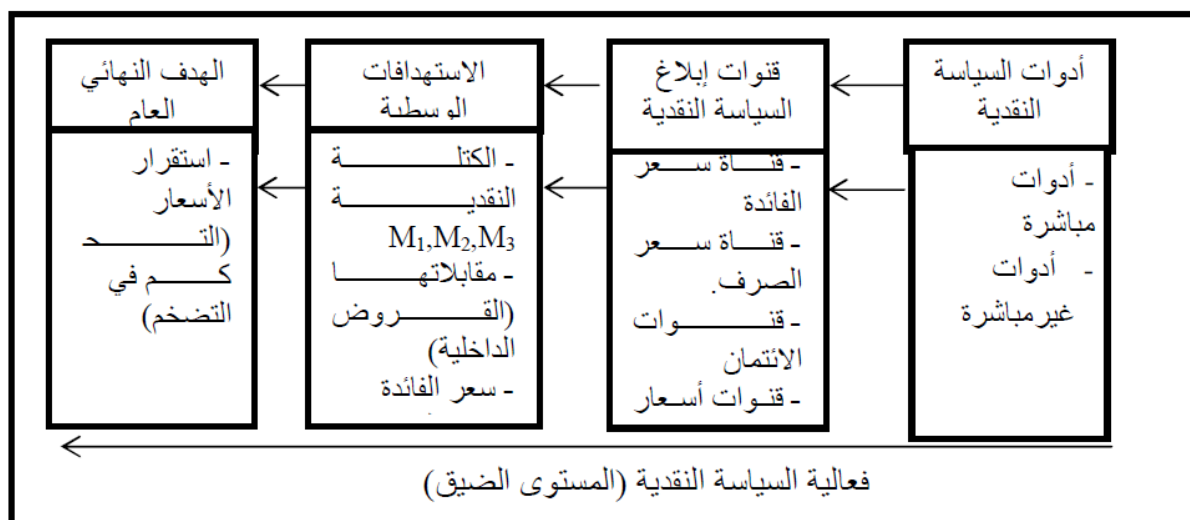 أدوات السياسة
النقدية
- أدوات
مباشرة
- أدوات
غيرمباشرة
قنوات إبلاغ
السياسة النقدية
- قناة سعر
الفائدة
- قناة سعر
الصرف.
- قنوات
الائتمان
- قنوات أسعار
الاستهدافات
الوسطية
- الكتلة
النقدية
M₁,M₂,M₃
- مقابلاتها
(القروض
الداخلية)
- سعر الفائدة
الهدف النهائي
العام
- استقرار
الأسعار
(التح
كم في
التضخم)
فعالية السياسة النقدية (المستوى الضيق)